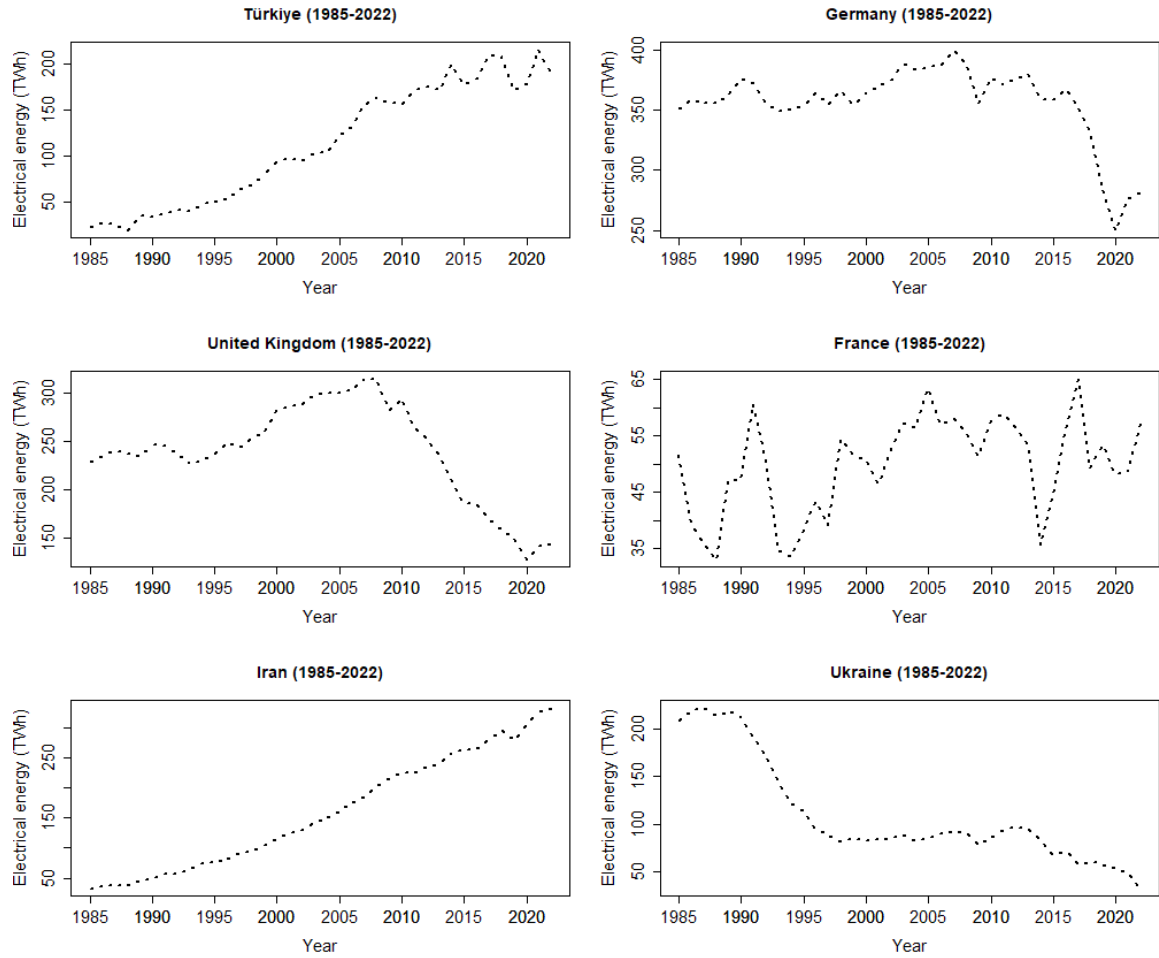 Türkiye (1985-2022)
Electrical energy (TWh)
50 100 150 200
1985 1990 1995 2000 2005 2010 2015 2020
Year
Germany (1985-2022)
Electrical energy (TWh)
250 300 350 400
1985 1990 1995 2000 2005 2010 2015 2020
Year
United Kingdom (1985-2022)
Electrical energy (TWh)
150 200 250 300
1985 1990 1995 2000 2005 2010 2015 2020
Year
France (1985-2022)
Electrical energy (TWh)
35 45 55 65
1985 1990 1995 2000 2005 2010 2015 2020
Year
Iran (1985-2022)
Electrical energy (TWh)
50 150 250
1985 1990 1995 2000 2005 2010 2015 2020
Year
Ukraine (1985-2022)
Electrical energy (TWh)
50 100 150 200
1985 1990 1995 2000 2005 2010 2015 2020
Year